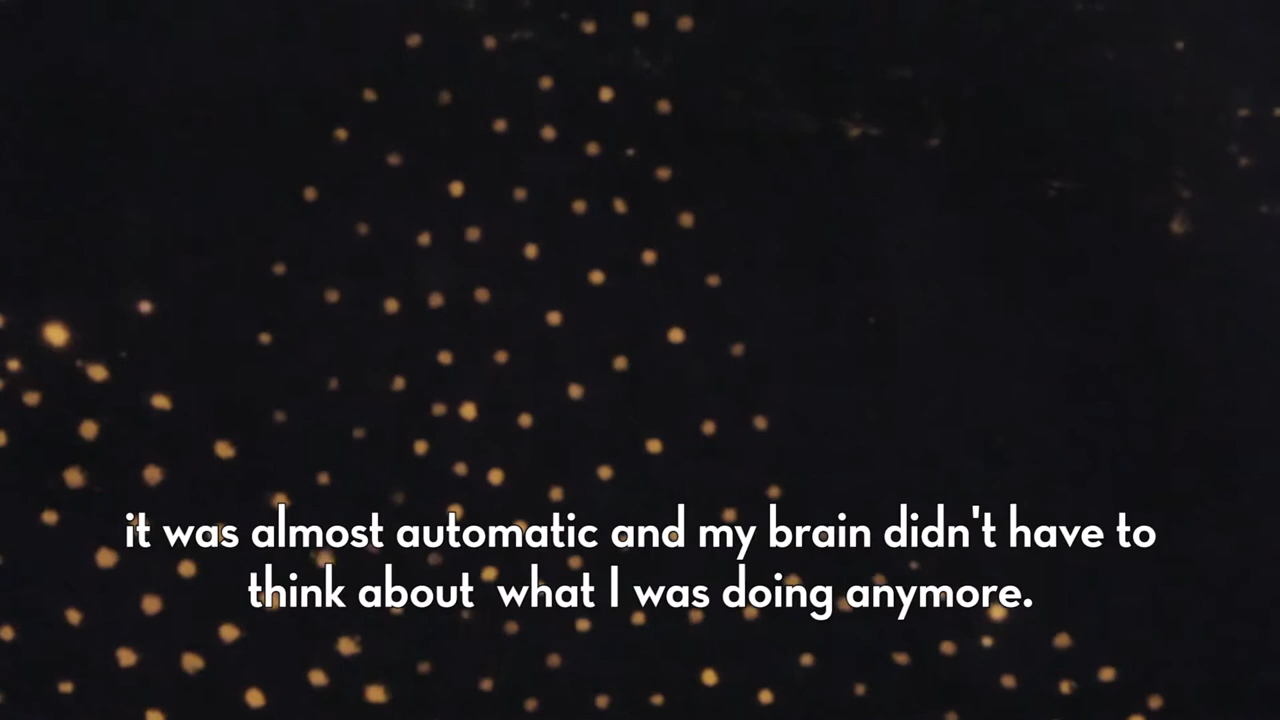 it was almost automatic and my brain didn't have to
think about  what I was doing anymore.